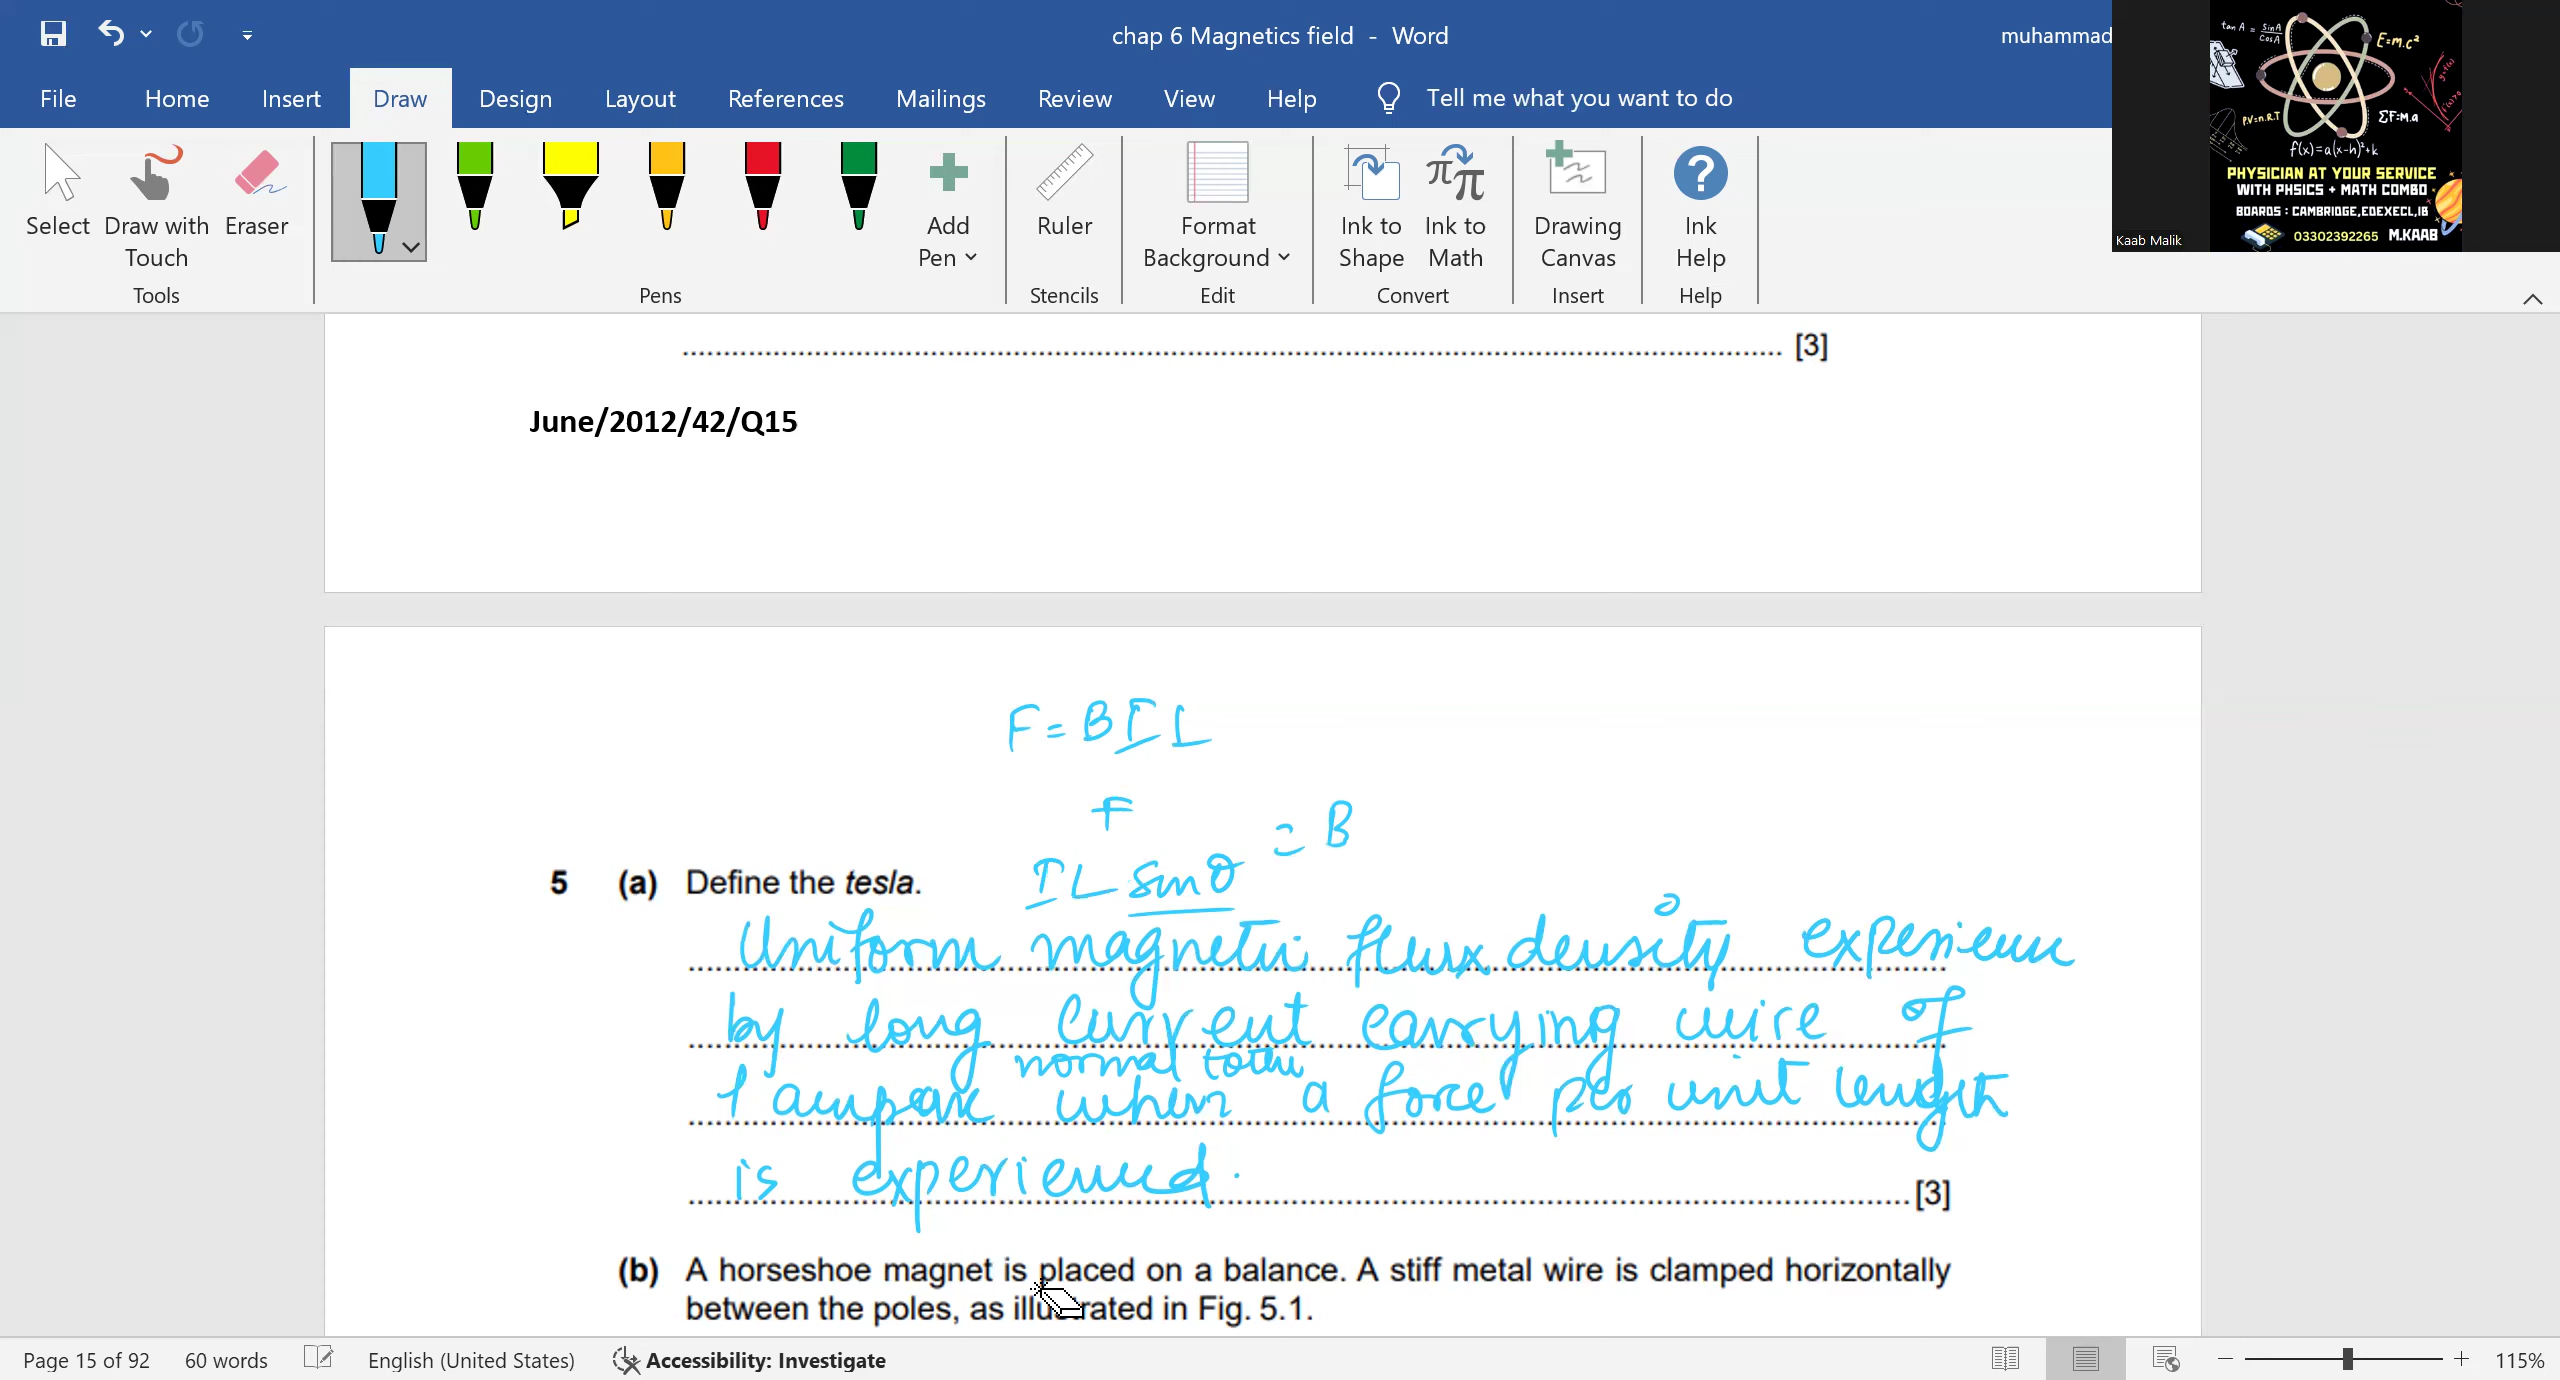 chap 6 Magnetics field - Word
muhammad
File Home Insert Draw Design Layout References Mailings Review View Help Tell me what you want to do
Select
Draw with Touch
Eraser
Tools
Pens
Add Pen
Ruler
Stencils
Format Background
Edit
Ink to Shape
Ink to Math
Convert
Drawing Canvas
Insert
Ink Help
Help
E=m.c²
P.V=n.R.T
ΣF=M.a
f(x)=a(x-h)²+k
PHYSICIAN AT YOUR SERVICE
WITH PHSICS + MATH COMBO
BOARDS : CAMBRIDGE,EDEXECL,IB
03302392265 M.KAAB
Kaab Malik
[3]
June/2012/42/Q15
F = BIL
F
IL sinθ = B
5 (a) Define the tesla.
Uniform magnetic flux density experience
by long current carrying wire of
normal to the
1 ampere when a force per unit length
is experienced.
[3]
(b) A horseshoe magnet is placed on a balance. A stiff metal wire is clamped horizontally
between the poles, as illustrated in Fig. 5.1.
Page 15 of 92 60 words English (United States) Accessibility: Investigate 115%